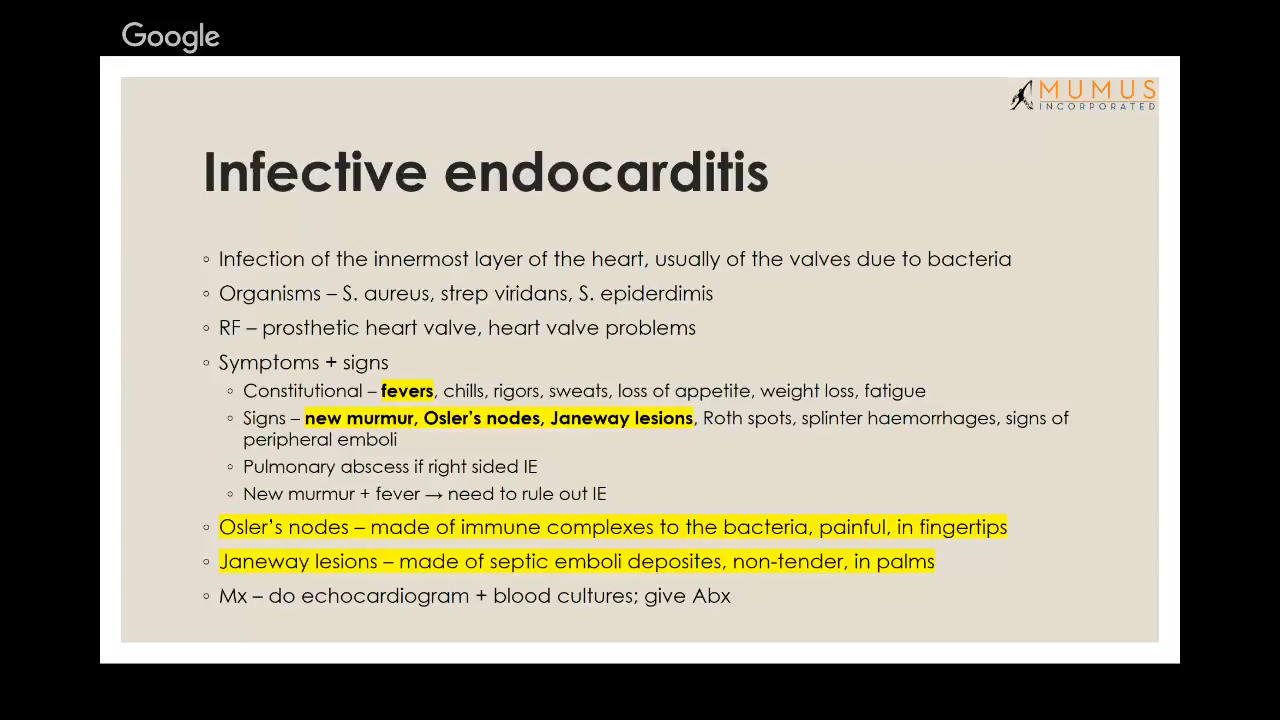 Google
MUMUS
INCORPORATED
Infective endocarditis
◦ Infection of the innermost layer of the heart, usually of the valves due to bacteria
◦ Organisms – S. aureus, strep viridans, S. epiderdimis
◦ RF – prosthetic heart valve, heart valve problems
◦ Symptoms + signs
◦ Constitutional – fevers, chills, rigors, sweats, loss of appetite, weight loss, fatigue
◦ Signs – new murmur, Osler's nodes, Janeway lesions, Roth spots, splinter haemorrhages, signs of
peripheral emboli
◦ Pulmonary abscess if right sided IE
◦ New murmur + fever → need to rule out IE
◦ Osler's nodes – made of immune complexes to the bacteria, painful, in fingertips
◦ Janeway lesions – made of septic emboli deposites, non-tender, in palms
◦ Mx – do echocardiogram + blood cultures; give Abx